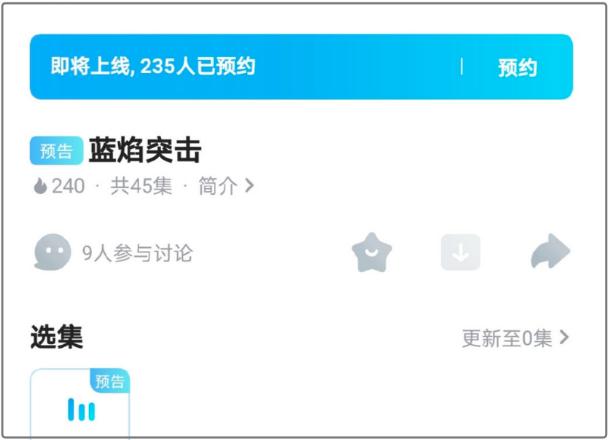 即将上线, 235人已预约 | 预约
预告 蓝焰突击
240 · 共45集 · 简介 >
9人参与讨论
选集 更新至0集 >
预告